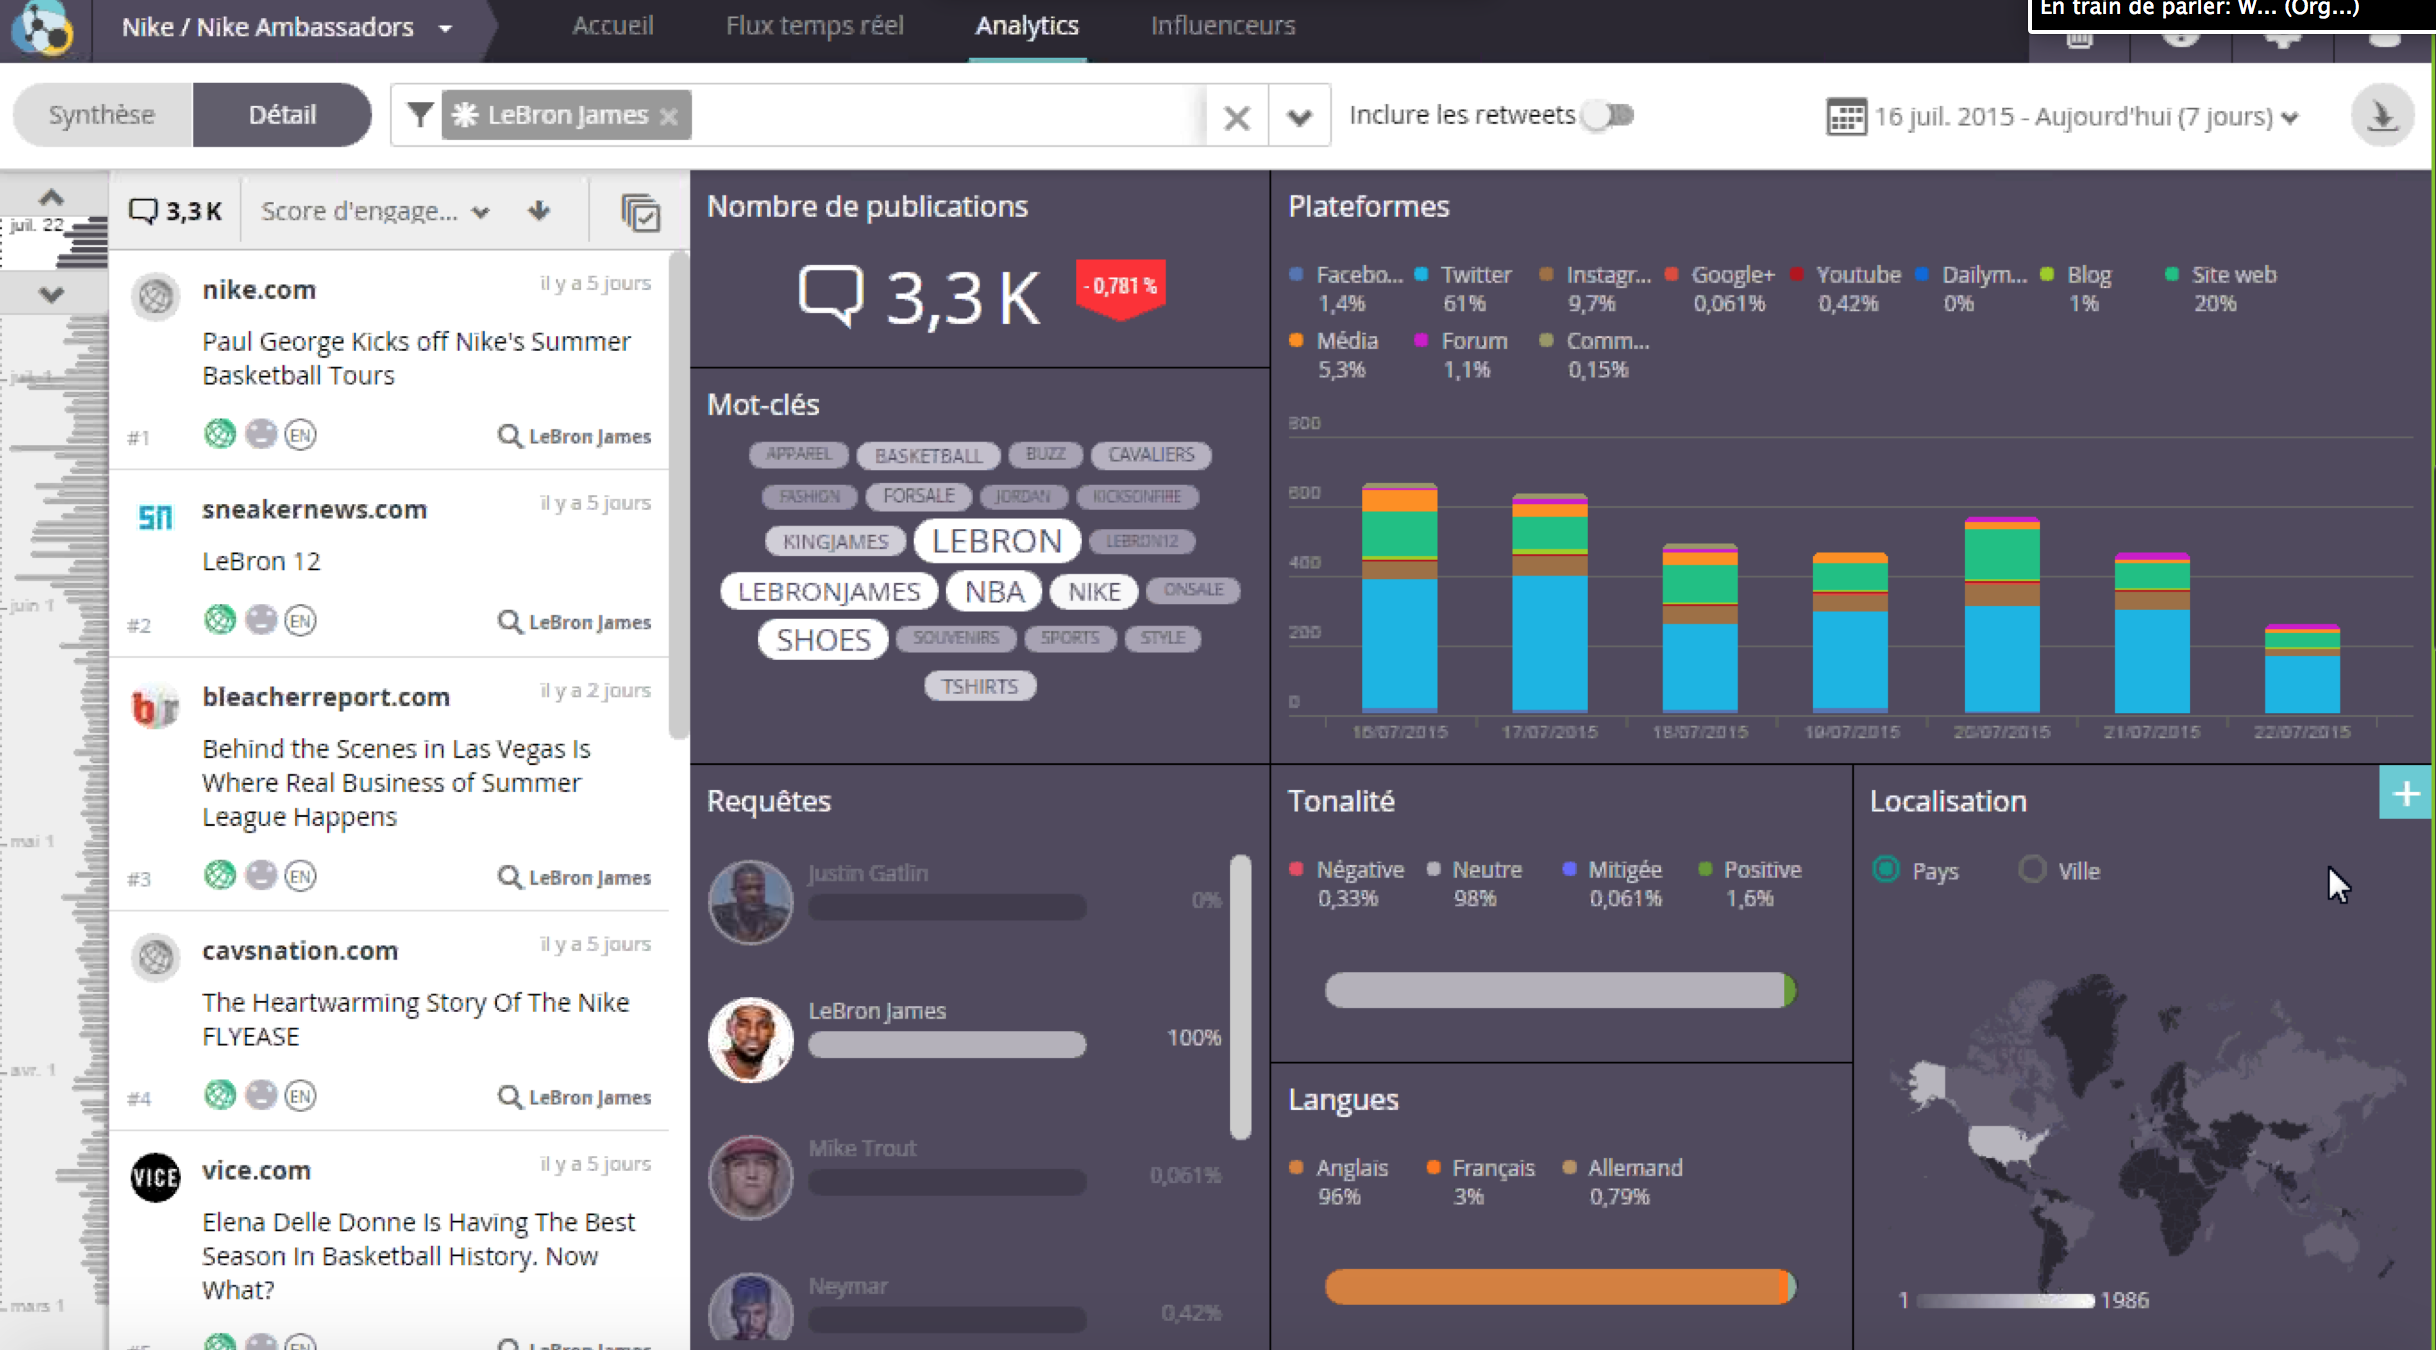 En train de parler: W... (Org...)
Nike / Nike Ambassadors
Accueil
Flux temps réel
Analytics
Influenceurs
Synthèse
Détail
LeBron James
Inclure les retweets
16 juil. 2015 - Aujourd'hui (7 jours)
juil. 22
juil. 1
juin 1
mai 1
avr. 1
mars 1
3,3 K
Score d'engage...
nike.com
il y a 5 jours
Paul George Kicks off Nike's Summer
Basketball Tours
#1
EN
LeBron James
sneakernews.com
il y a 5 jours
LeBron 12
#2
EN
LeBron James
bleacherreport.com
il y a 2 jours
Behind the Scenes in Las Vegas Is
Where Real Business of Summer
League Happens
#3
EN
LeBron James
cavsnation.com
il y a 5 jours
The Heartwarming Story Of The Nike
FLYEASE
#4
EN
LeBron James
VICE
vice.com
il y a 5 jours
Elena Delle Donne Is Having The Best
Season In Basketball History. Now
What?
Nombre de publications
3,3 K
- 0,781 %
Mot-clés
APPAREL BASKETBALL BUZZ CAVALIERS
FASHION FORSALE JORDAN KICKSONFIRE
KINGJAMES LEBRON LEBRON12
LEBRONJAMES NBA NIKE ONSALE
SHOES SOUVENIRS SPORTS STYLE
TSHIRTS
Plateformes
Facebo... Twitter Instagr... Google+ Youtube Dailym... Blog Site web
1,4% 61% 9,7% 0,061% 0,42% 0% 1% 20%
Média Forum Comm...
5,3% 1,1% 0,15%
800
600
400
200
0
16/07/2015 17/07/2015 18/07/2015 19/07/2015 20/07/2015 21/07/2015 22/07/2015
Requêtes
Justin Gatlin
0%
LeBron James
100%
Mike Trout
0,061%
Neymar
0,42%
Tonalité
Négative Neutre Mitigée Positive
0,33% 98% 0,061% 1,6%
Langues
Anglais Français Allemand
96% 3% 0,79%
Localisation
Pays
Ville
1
1986